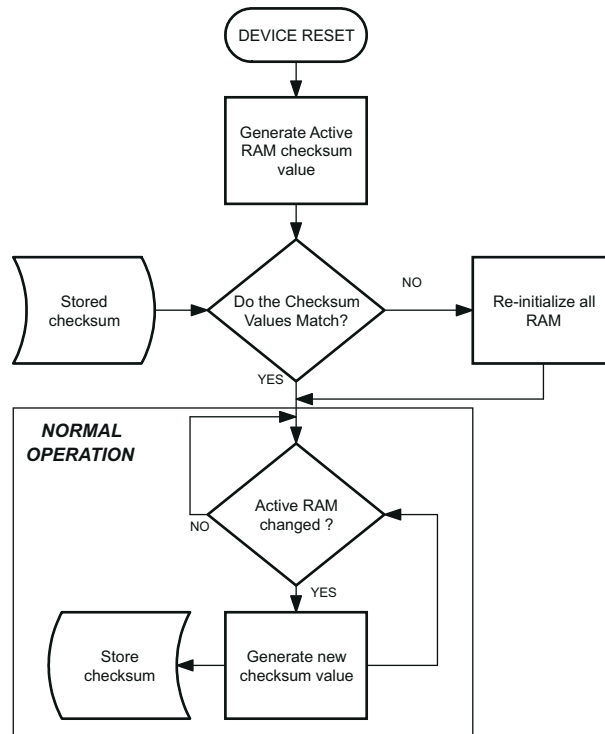 DEVICE RESET
Generate Active
RAM checksum
value
Stored
checksum
Do the Checksum
Values Match?
NO
Re-initialize all
RAM
YES
NORMAL
OPERATION
Active RAM
changed ?
NO
YES
Store
checksum
Generate new
checksum value